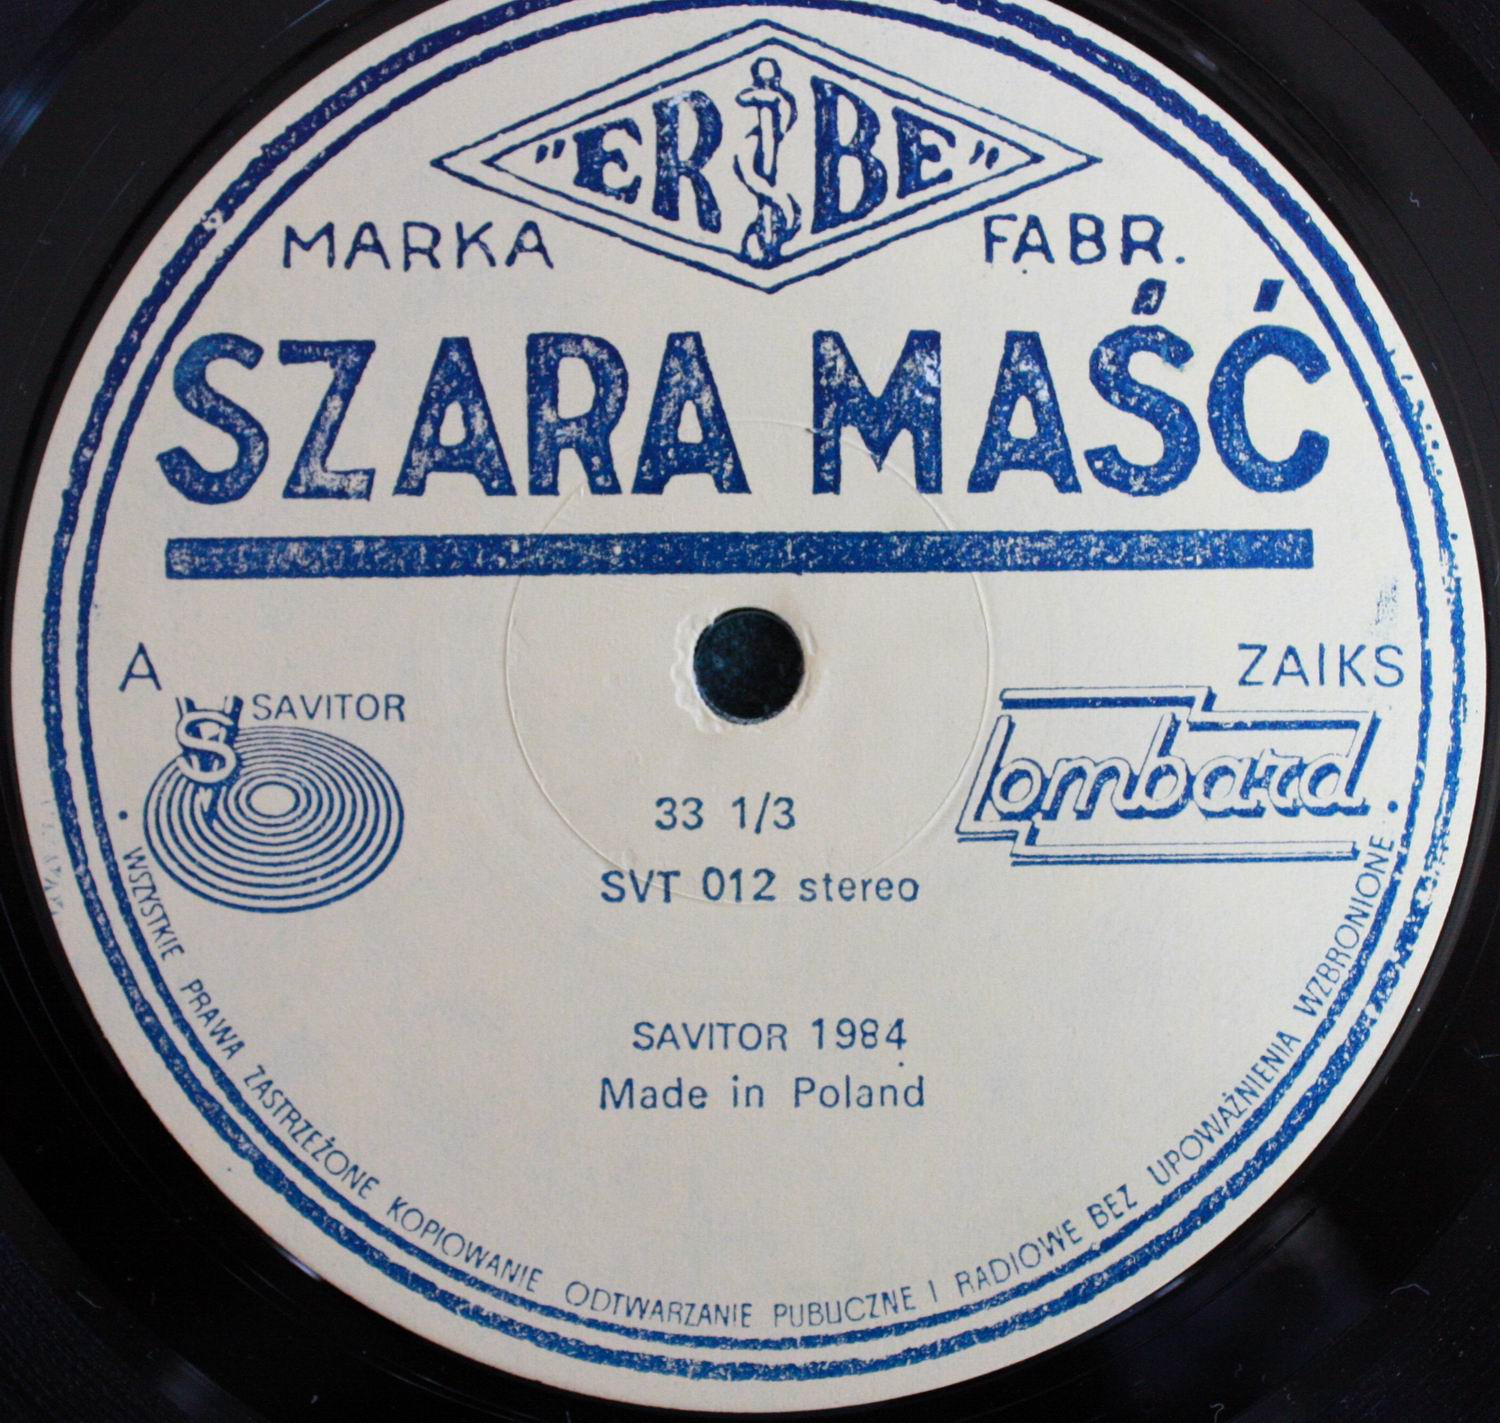 "ER BE"
MARKA FABR.
SZARA MAŚĆ
A
ZAIKS
S SAVITOR
lombard
33 1/3
SVT 012 stereo
SAVITOR 1984
Made in Poland
· WSZYSTKIE PRAWA ZASTRZEŻONE KOPIOWANIE ODTWARZANIE PUBLICZNE I RADIOWE BEZ UPOWAŻNIENIA WZBRONIONE ·